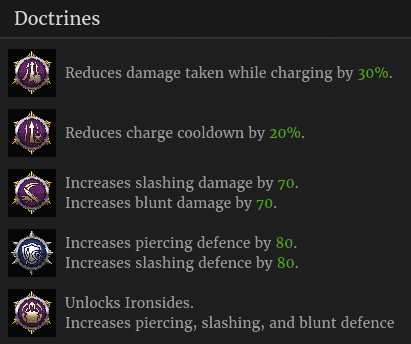 Doctrines
Reduces damage taken while charging by 30%.
Reduces charge cooldown by 20%.
Increases slashing damage by 70.
Increases blunt damage by 70.
Increases piercing defence by 80.
Increases slashing defence by 80.
Unlocks Ironsides.
Increases piercing, slashing, and blunt defence